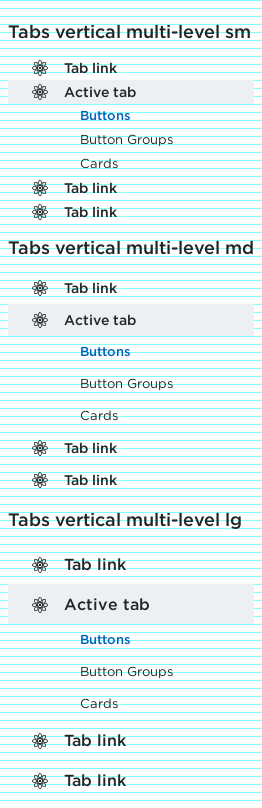 Tabs vertical multi-level sm
Tab link
Active tab
Buttons
Button Groups
Cards
Tab link
Tab link
Tabs vertical multi-level md
Tab link
Active tab
Buttons
Button Groups
Cards
Tab link
Tab link
Tabs vertical multi-level lg
Tab link
Active tab
Buttons
Button Groups
Cards
Tab link
Tab link